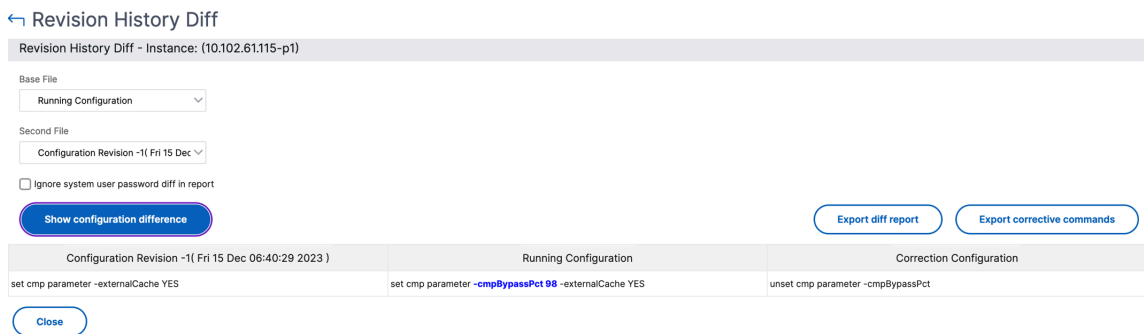 Revision History Diff
Revision History Diff - Instance: (10.102.61.115-p1)
Base File
Running Configuration
Second File
Configuration Revision -1( Fri 15 Dec
Ignore system user password diff in report
Show configuration difference
Export diff report
Export corrective commands
Configuration Revision -1( Fri 15 Dec 06:40:29 2023 )
Running Configuration
Correction Configuration
set cmp parameter -externalCache YES
set cmp parameter -cmpBypassPct 98 -externalCache YES
unset cmp parameter -cmpBypassPct
Close